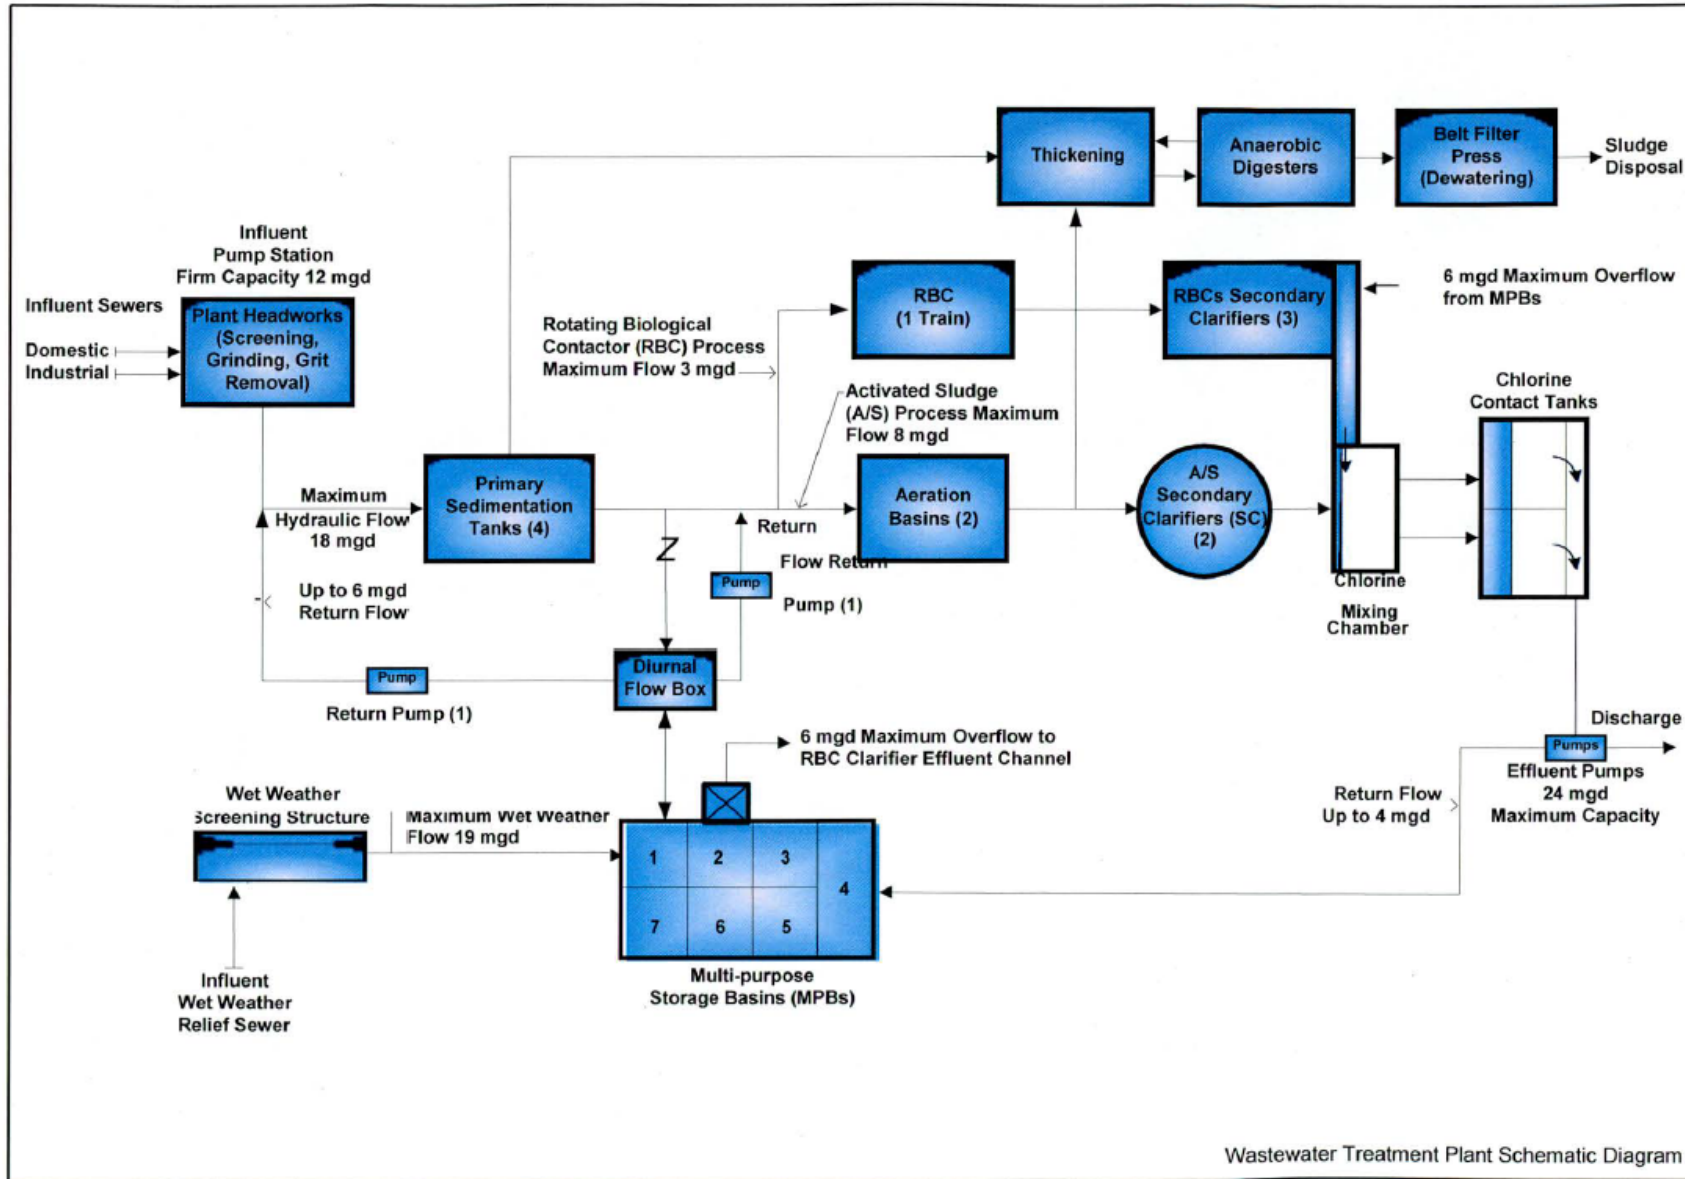 Thickening
Anaerobic
Digesters
Belt Filter
Press
(Dewatering)
Sludge
Disposal
Influent
Pump Station
Firm Capacity 12 mgd
Influent Sewers
Domestic
Industrial
Plant Headworks
(Screening,
Grinding, Grit
Removal)
Rotating Biological
Contactor (RBC) Process
Maximum Flow 3 mgd
RBC
(1 Train)
RBCs Secondary
Clarifiers (3)
6 mgd Maximum Overflow
from MPBs
Activated Sludge
(A/S) Process Maximum
Flow 8 mgd
Chlorine
Contact Tanks
Maximum
Hydraulic Flow
18 mgd
Primary
Sedimentation
Tanks (4)
Return
Aeration
Basins (2)
A/S
Secondary
Clarifiers (SC)
(2)
Z
Flow Return
Pump
Pump (1)
Chlorine
Mixing
Chamber
Up to 6 mgd
Return Flow
Pump
Return Pump (1)
Diurnal
Flow Box
6 mgd Maximum Overflow to
RBC Clarifier Effluent Channel
Discharge
Pumps
Effluent Pumps
24 mgd
Maximum Capacity
Return Flow
Up to 4 mgd
Wet Weather
Screening Structure
Maximum Wet Weather
Flow 19 mgd
1 2 3
4
7 6 5
Multi-purpose
Storage Basins (MPBs)
Influent
Wet Weather
Relief Sewer
Wastewater Treatment Plant Schematic Diagram